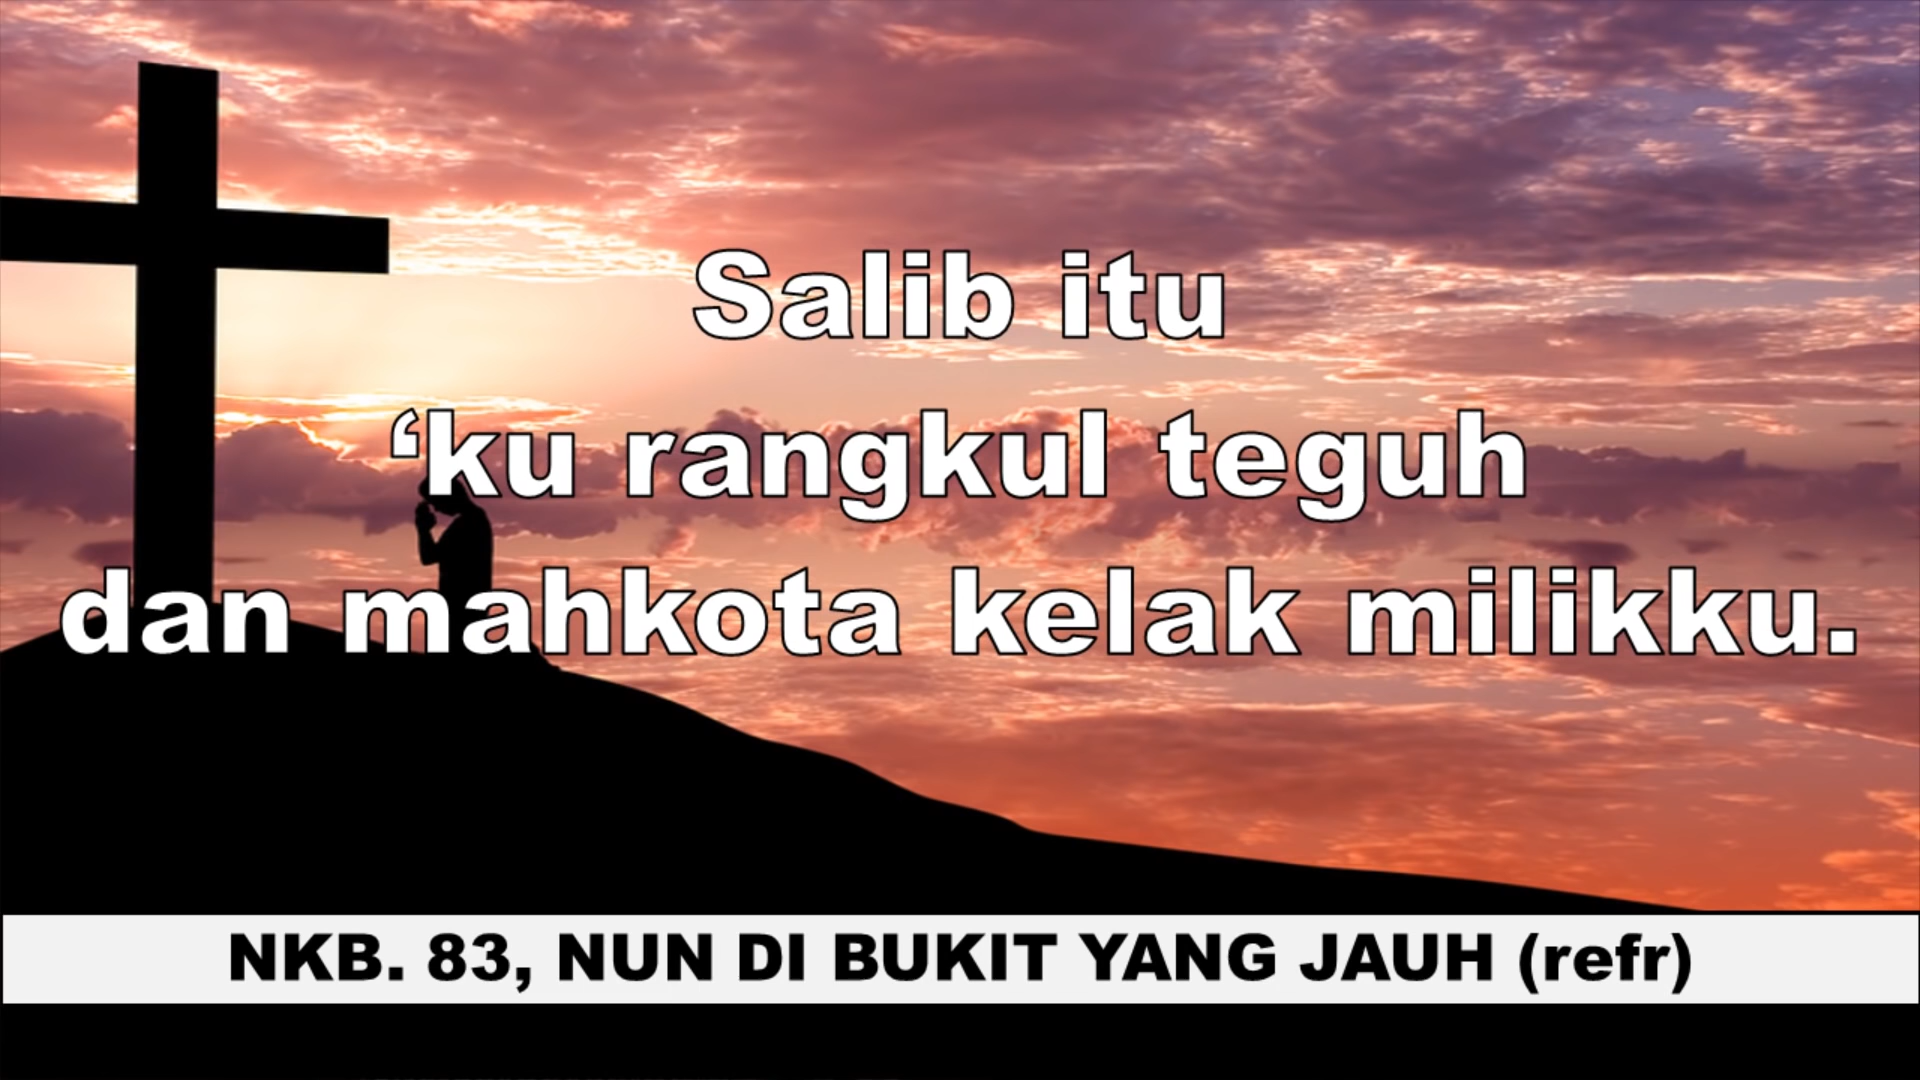 Salib itu
‘ku rangkul teguh
dan mahkota kelak milikku.
NKB. 83, NUN DI BUKIT YANG JAUH (refr)